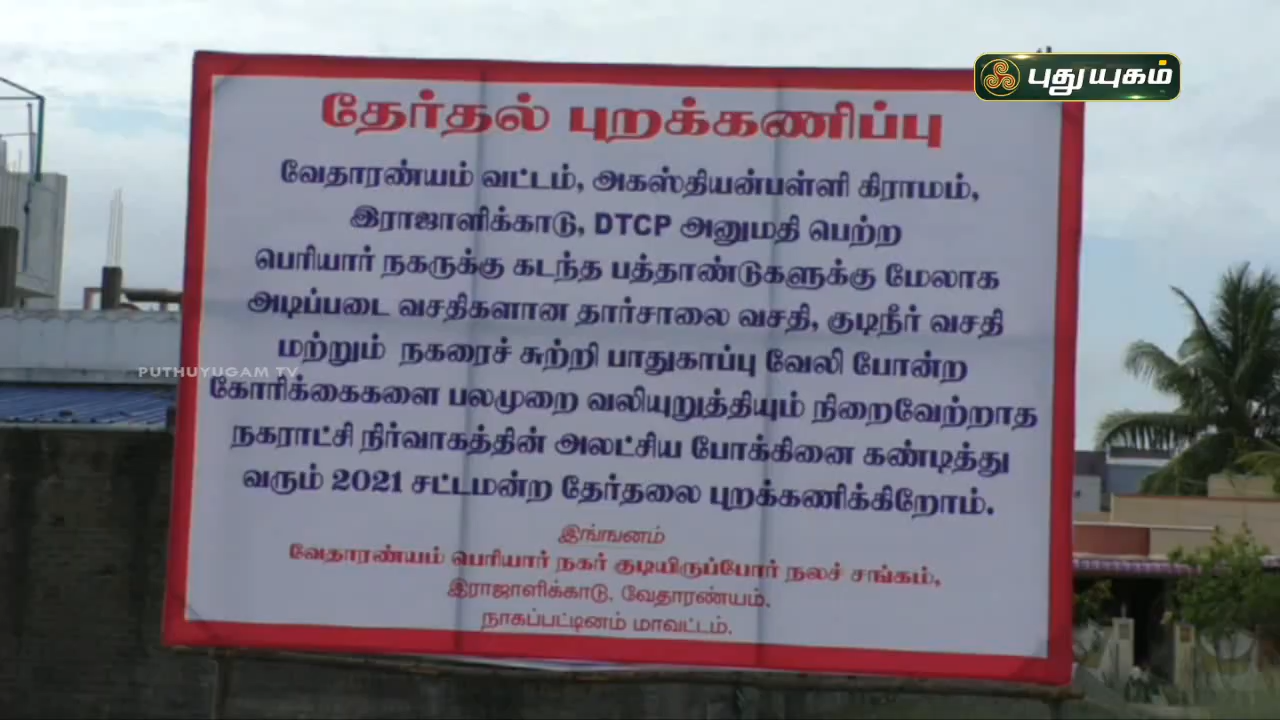 புதுயுகம்
தேர்தல் புறக்கணிப்பு
வேதாரண்யம் வட்டம், அகஸ்தியன்பள்ளி கிராமம்,
இராஜாளிக்காடு, DTCP அனுமதி பெற்ற
பெரியார் நகருக்கு கடந்த பத்தாண்டுகளுக்கு மேலாக
அடிப்படை வசதிகளான தார்சாலை வசதி, குடிநீர் வசதி
மற்றும் நகரைச் சுற்றி பாதுகாப்பு வேலி போன்ற
PUTHUYUGAM TV
கோரிக்கைகளை பலமுறை வலியுறுத்தியும் நிறைவேற்றாத
நகராட்சி நிர்வாகத்தின் அலட்சிய போக்கினை கண்டித்து
வரும் 2021 சட்டமன்ற தேர்தலை புறக்கணிக்கிறோம்.
இங்ஙனம்
வேதாரண்யம் பெரியார் நகர் குடியிருப்போர் நலச் சங்கம்,
இராஜாளிக்காடு, வேதாரண்யம்.
நாகப்பட்டினம் மாவட்டம்.